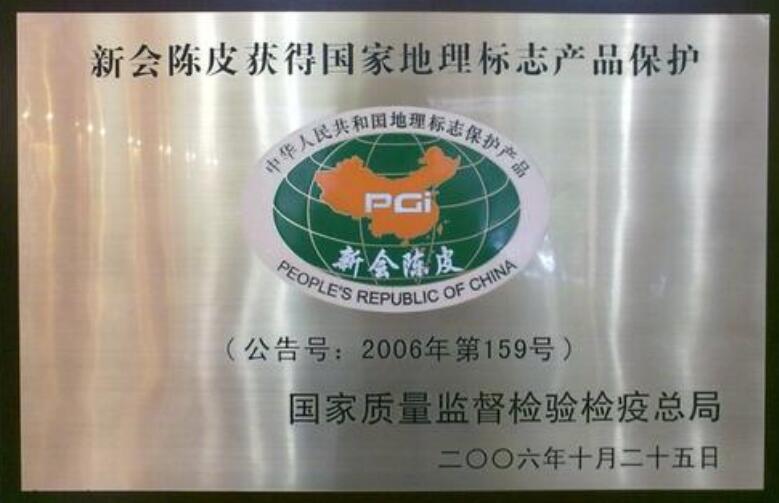 新会陈皮获得国家地理标志产品保护
中华人民共和国地理标志保护产品
PGi
新会陈皮
PEOPLE'S REPUBLIC OF CHINA
（公告号：2006年第159号）
国家质量监督检验检疫总局
二〇〇六年十月二十五日